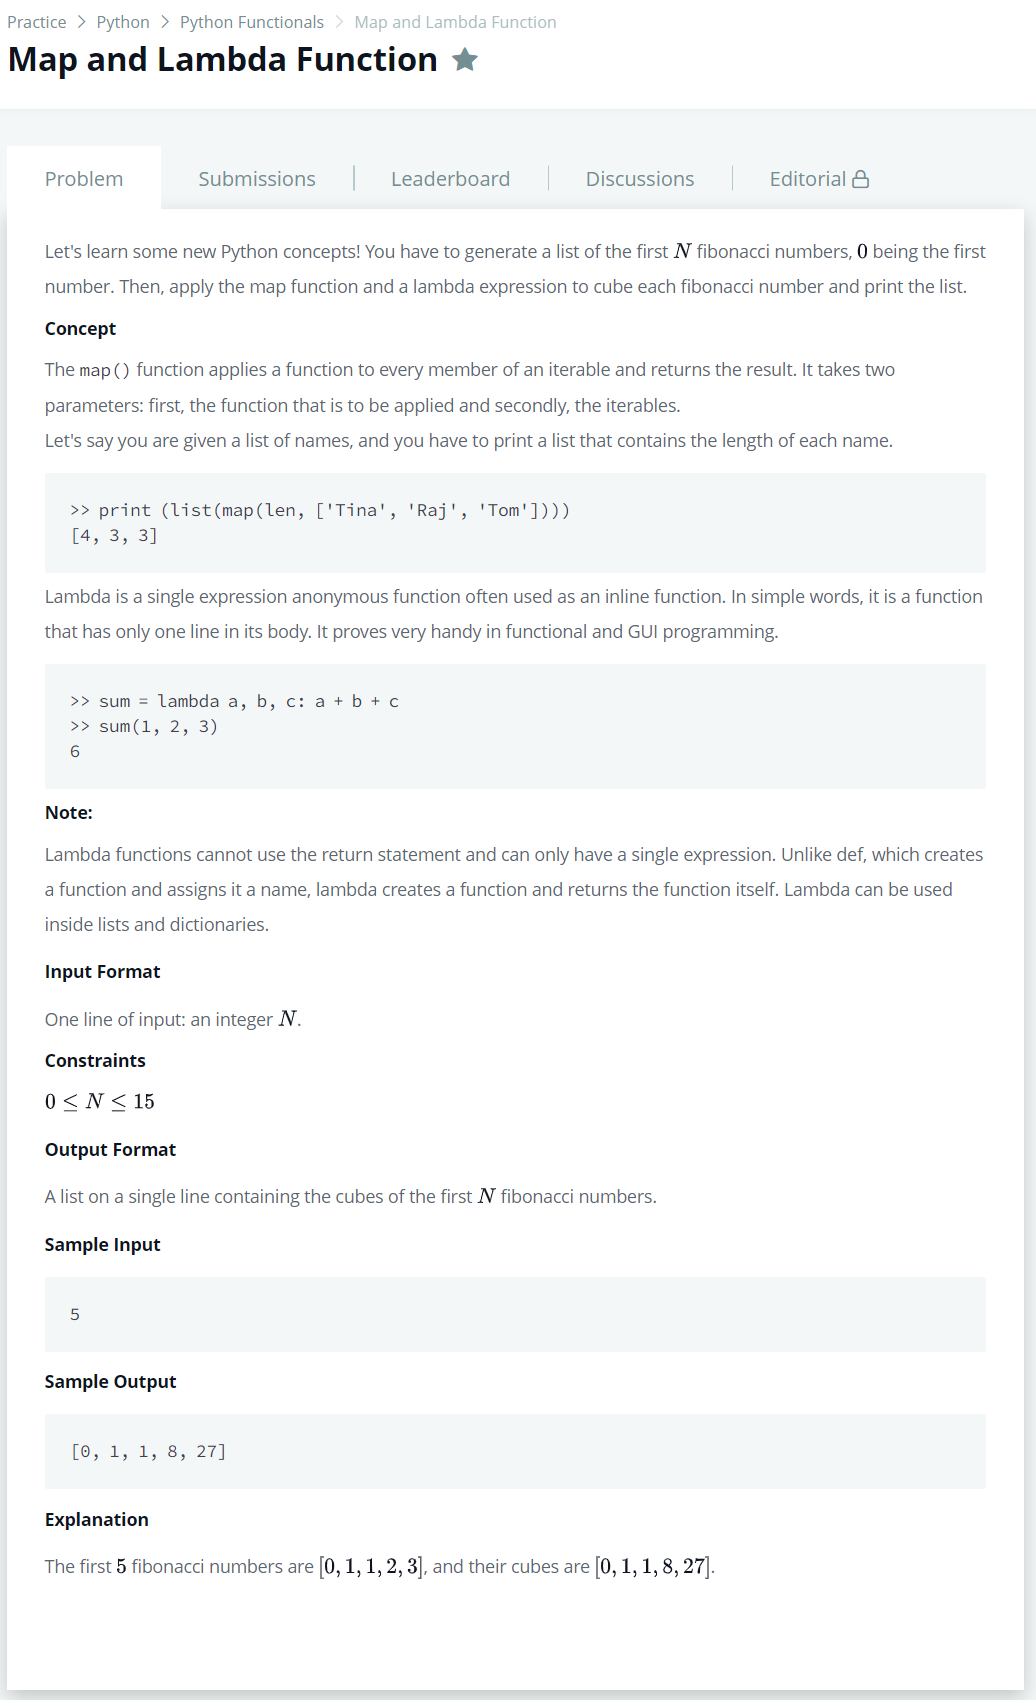 Practice > Python > Python Functionals > Map and Lambda Function
Map and Lambda Function
Problem
Submissions
Leaderboard
Discussions
Editorial
Let's learn some new Python concepts! You have to generate a list of the first N fibonacci numbers, 0 being the first
number. Then, apply the map function and a lambda expression to cube each fibonacci number and print the list.
Concept
The map() function applies a function to every member of an iterable and returns the result. It takes two
parameters: first, the function that is to be applied and secondly, the iterables.
Let's say you are given a list of names, and you have to print a list that contains the length of each name.
>> print (list(map(len, ['Tina', 'Raj', 'Tom'])))
[4, 3, 3]
Lambda is a single expression anonymous function often used as an inline function. In simple words, it is a function
that has only one line in its body. It proves very handy in functional and GUI programming.
>> sum = lambda a, b, c: a + b + c
>> sum(1, 2, 3)
6
Note:
Lambda functions cannot use the return statement and can only have a single expression. Unlike def, which creates
a function and assigns it a name, lambda creates a function and returns the function itself. Lambda can be used
inside lists and dictionaries.
Input Format
One line of input: an integer N.
Constraints
0 ≤ N ≤ 15
Output Format
A list on a single line containing the cubes of the first N fibonacci numbers.
Sample Input
5
Sample Output
[0, 1, 1, 8, 27]
Explanation
The first 5 fibonacci numbers are [0, 1, 1, 2, 3], and their cubes are [0, 1, 1, 8, 27].